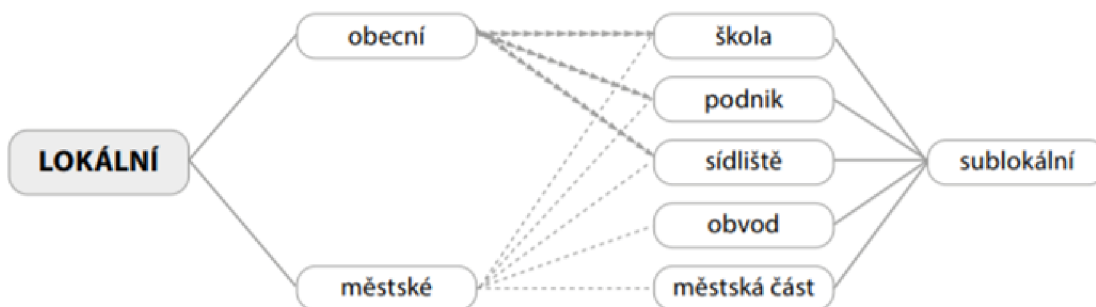 obecní
škola
podnik
LOKÁLNÍ
sídliště
sublokální
obvod
městské
městská část